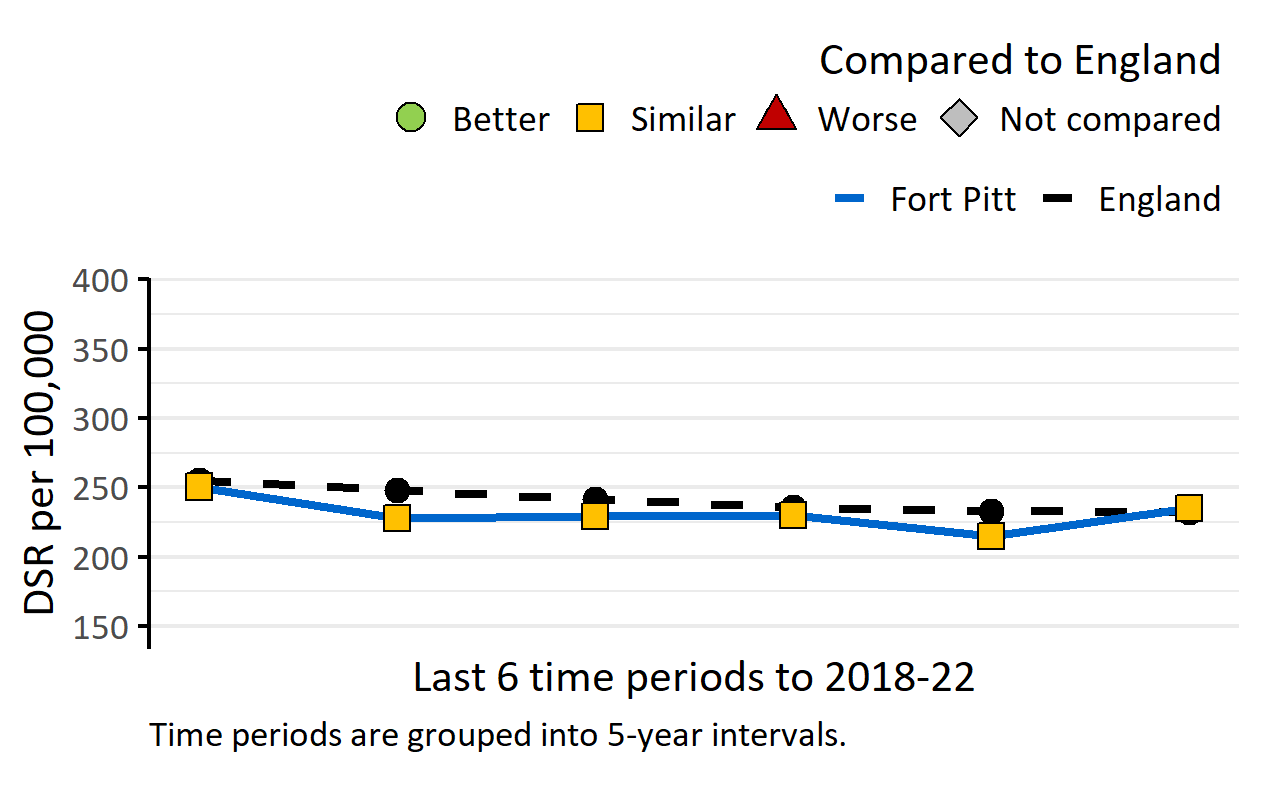 Compared to England
Better Similar Worse Not compared
Fort Pitt England
400
350
300
250
200
150
DSR per 100,000
Last 6 time periods to 2018-22
Time periods are grouped into 5-year intervals.